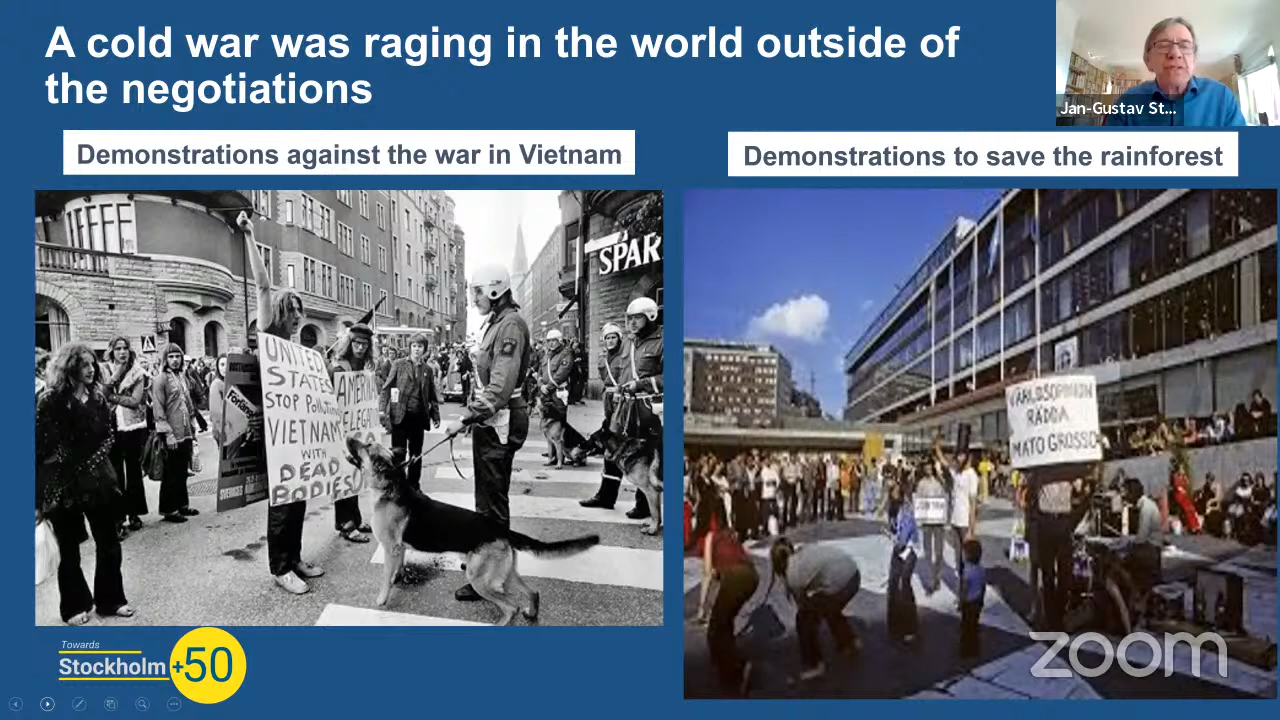 A cold war was raging in the world outside of
the negotiations
Jan-Gustav St...
Demonstrations against the war in Vietnam
Demonstrations to save the rainforest
SPAR
UNITED
STATES
STOP Polluting
VIETNAM
WITH
DEAD
BODIES
AMERIKA
VÄRLDSOPINION
RÄDDA
MATO GROSSO
Towards
Stockholm+50
zoom